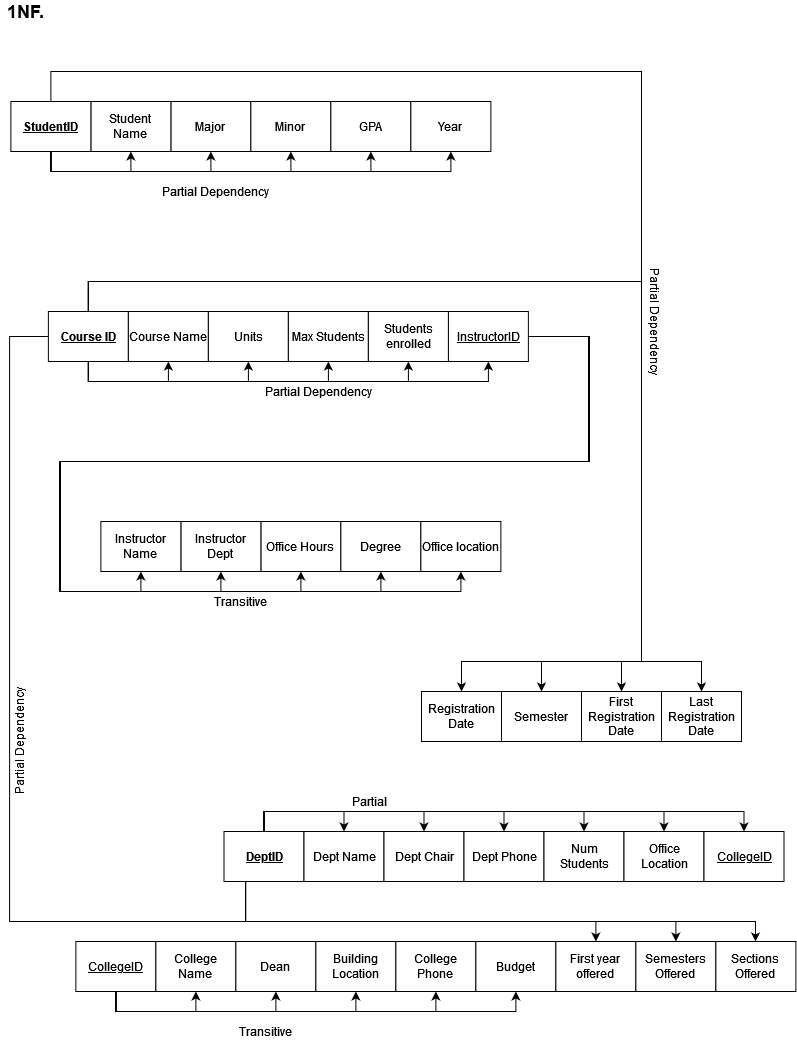 1NF.
StudentID
Student
Name
Major
Minor
GPA
Year
Partial Dependency
Partial Dependency
Course ID
Course Name
Units
Max Students
Students
enrolled
InstructorID
Partial Dependency
Instructor
Name
Instructor
Dept
Office Hours
Degree
Office location
Transitive
Partial Dependency
Registration
Date
Semester
First
Registration
Date
Last
Registration
Date
Partial
DeptID
Dept Name
Dept Chair
Dept Phone
Num
Students
Office
Location
CollegeID
CollegeID
College
Name
Dean
Building
Location
College
Phone
Budget
First year
offered
Semesters
Offered
Sections
Offered
Transitive